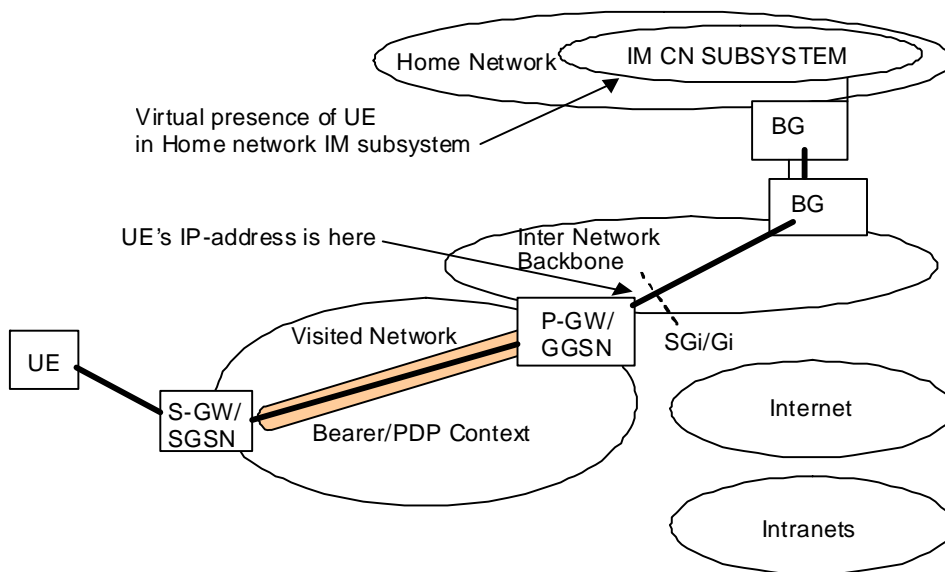 Home Network
IM CN SUBSYSTEM
Virtual presence of UE
in Home network IM subsystem
BG
BG
UE's IP-address is here
Inter Network
Backbone
Visited Network
P-GW/
GGSN
SGi/Gi
UE
S-GW/
SGSN
Bearer/PDP Context
Internet
Intranets